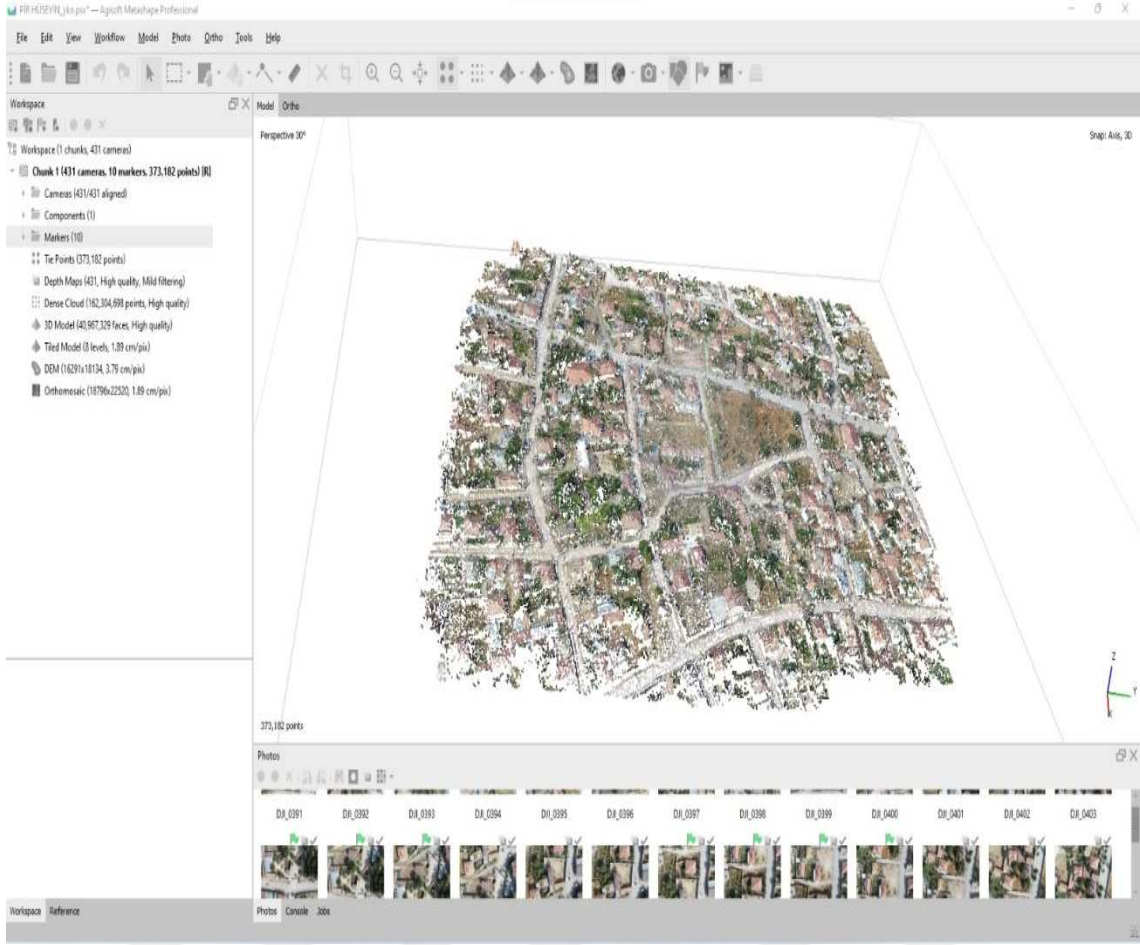 PİR HÜSEYİN_ykn.psx* — Agisoft Metashape Professional
File Edit View Workflow Model Photo Ortho Tools Help
Workspace
Workspace (1 chunks, 431 cameras)
Chunk 1 (431 cameras, 10 markers, 373,182 points) [R]
Cameras (431/431 aligned)
Components (1)
Markers (10)
Tie Points (373,182 points)
Depth Maps (431, High quality, Mild filtering)
Dense Cloud (162,304,698 points, High quality)
3D Model (40,967,329 faces, High quality)
Tiled Model (8 levels, 1.89 cm/pix)
DEM (16291x18134, 3.79 cm/pix)
Orthomosaic (18796x22520, 1.89 cm/pix)
Model Ortho
Perspective 30°
Snap: Axis, 3D
Z
Y
X
373,182 points
Photos
DJI_0391 DJI_0392 DJI_0393 DJI_0394 DJI_0395 DJI_0396 DJI_0397 DJI_0398 DJI_0399 DJI_0400 DJI_0401 DJI_0402 DJI_0403
Workspace Reference
Photos Console Jobs